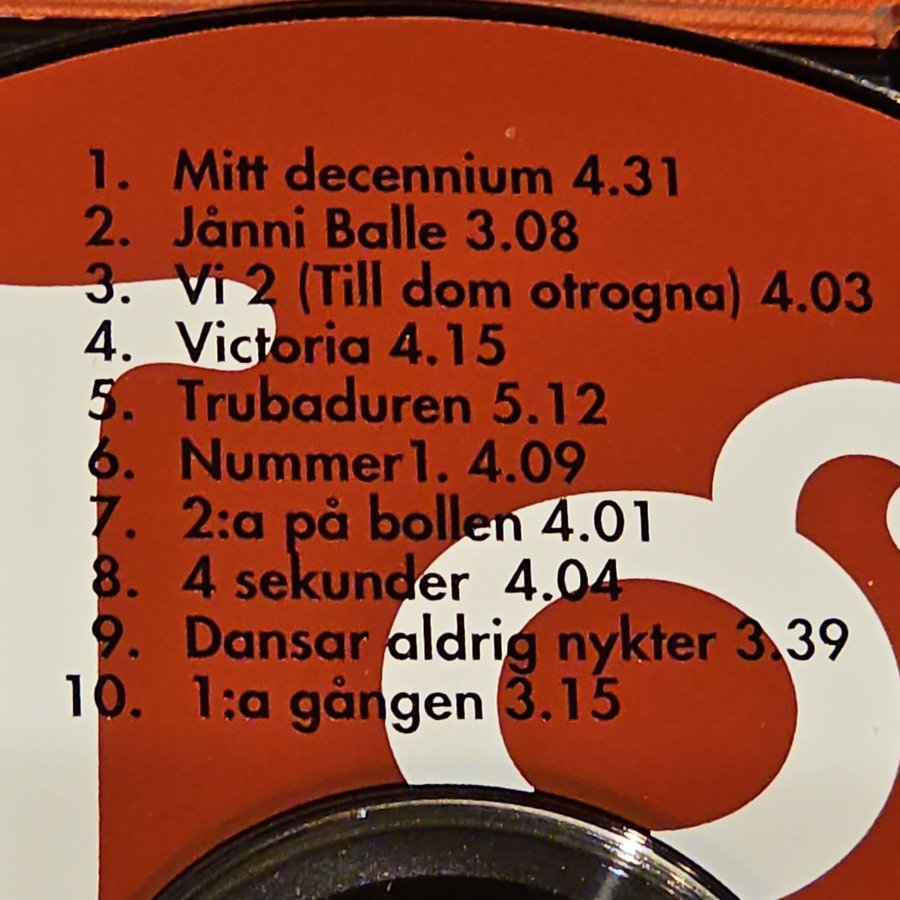 1. Mitt decennium 4.31
2. Jånni Balle 3.08
3. Vi 2 (Till dom otrogna) 4.03
4. Victoria 4.15
5. Trubaduren 5.12
6. Nummer1. 4.09
7. 2:a på bollen 4.01
8. 4 sekunder 4.04
9. Dansar aldrig nykter 3.39
10. 1:a gången 3.15